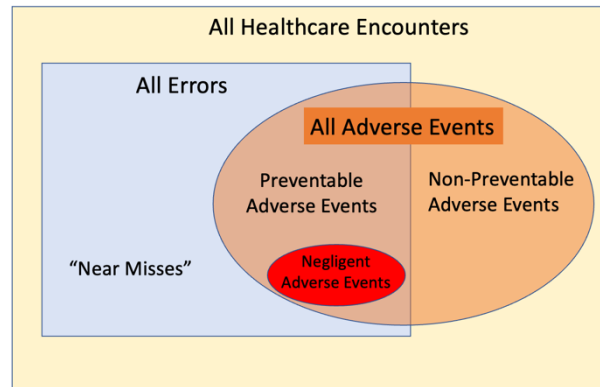 All Healthcare Encounters
All Errors
All Adverse Events
Preventable
Adverse Events
Non-Preventable
Adverse Events
“Near Misses”
Negligent
Adverse Events